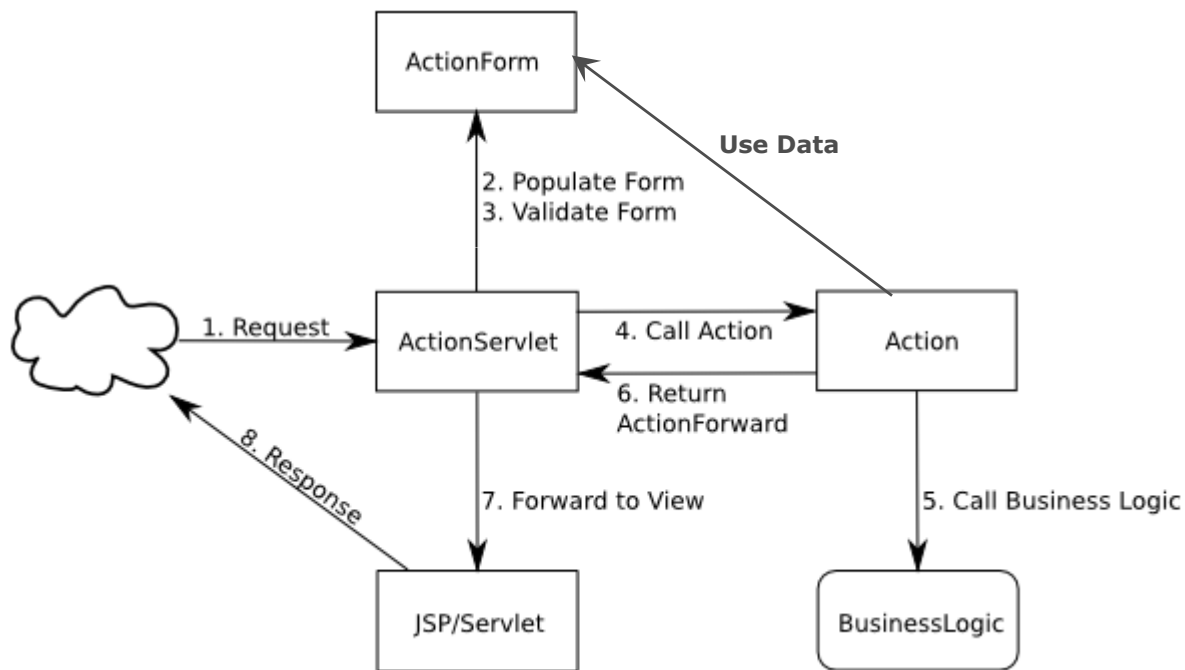 ActionForm
Use Data
2. Populate Form
3. Validate Form
1. Request
ActionServlet
4. Call Action
Action
6. Return
ActionForward
8. Response
7. Forward to View
5. Call Business Logic
JSP/Servlet
BusinessLogic